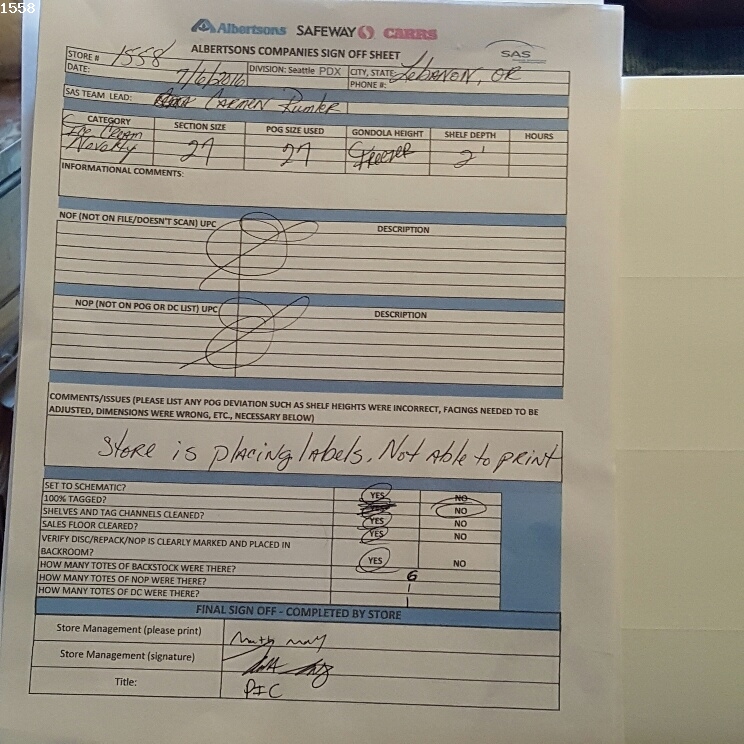 1558
Albertsons SAFEWAY CARRS
ALBERTSONS COMPANIES SIGN OFF SHEET
SAS
STORE # 1558
DATE: 7/6/2016 DIVISION: Seattle PDX CITY, STATE: Lebanon, OR
PHONE #:
SAS TEAM LEAD: Carmen
CATEGORY SECTION SIZE POG SIZE USED GONDOLA HEIGHT SHELF DEPTH HOURS
Ice Cream
Novelty 27 27 Freezer 2'
INFORMATIONAL COMMENTS:
NOF (NOT ON FILE/DOESN'T SCAN) UPC DESCRIPTION
NOP (NOT ON POG OR DC LIST) UPC DESCRIPTION
COMMENTS/ISSUES (PLEASE LIST ANY POG DEVIATION SUCH AS SHELF HEIGHTS WERE INCORRECT, FACINGS NEEDED TO BE
ADJUSTED, DIMENSIONS WERE WRONG, ETC., NECESSARY BELOW)
Store is placing labels. Not able to print
SET TO SCHEMATIC? YES NO
100% TAGGED? NO
SHELVES AND TAG CHANNELS CLEANED? YES NO
SALES FLOOR CLEARED? YES NO
VERIFY DISC/REPACK/NOP IS CLEARLY MARKED AND PLACED IN
BACKROOM? YES NO
HOW MANY TOTES OF BACKSTOCK WERE THERE? 6
HOW MANY TOTES OF NOP WERE THERE? 1
HOW MANY TOTES OF DC WERE THERE? 1
FINAL SIGN OFF - COMPLETED BY STORE
Store Management (please print)
Store Management (signature)
Title: PIC